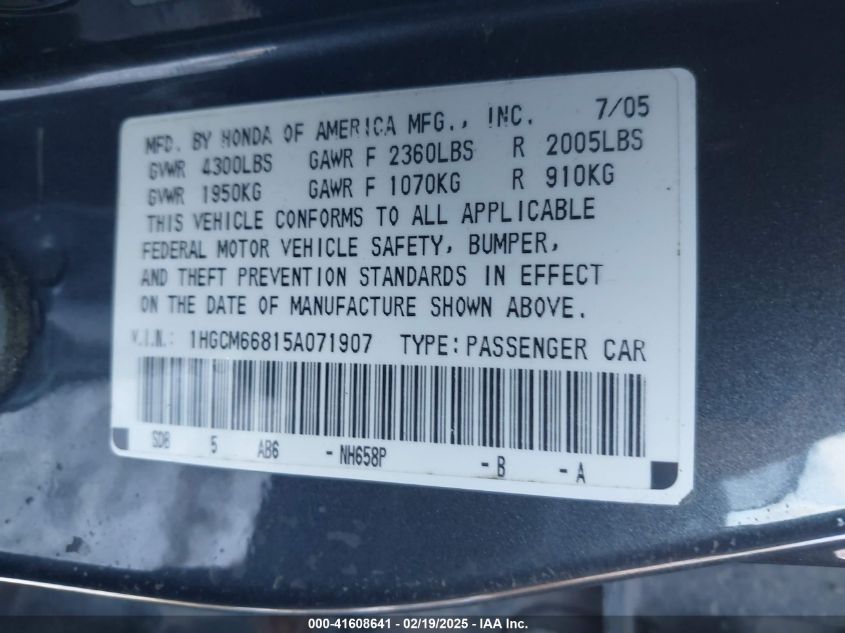 MFD. BY HONDA OF AMERICA MFG., INC. 7/05
GVWR 4300LBS GAWR F 2360LBS R 2005LBS
GVWR 1950KG GAWR F 1070KG R 910KG
THIS VEHICLE CONFORMS TO ALL APPLICABLE
FEDERAL MOTOR VEHICLE SAFETY, BUMPER,
AND THEFT PREVENTION STANDARDS IN EFFECT
ON THE DATE OF MANUFACTURE SHOWN ABOVE.
V.I.N.: 1HGCM66815A071907 TYPE:PASSENGER CAR
SDB 5 AB6 -NH658P -B -A
000-41608641 - 02/19/2025 - IAA Inc.